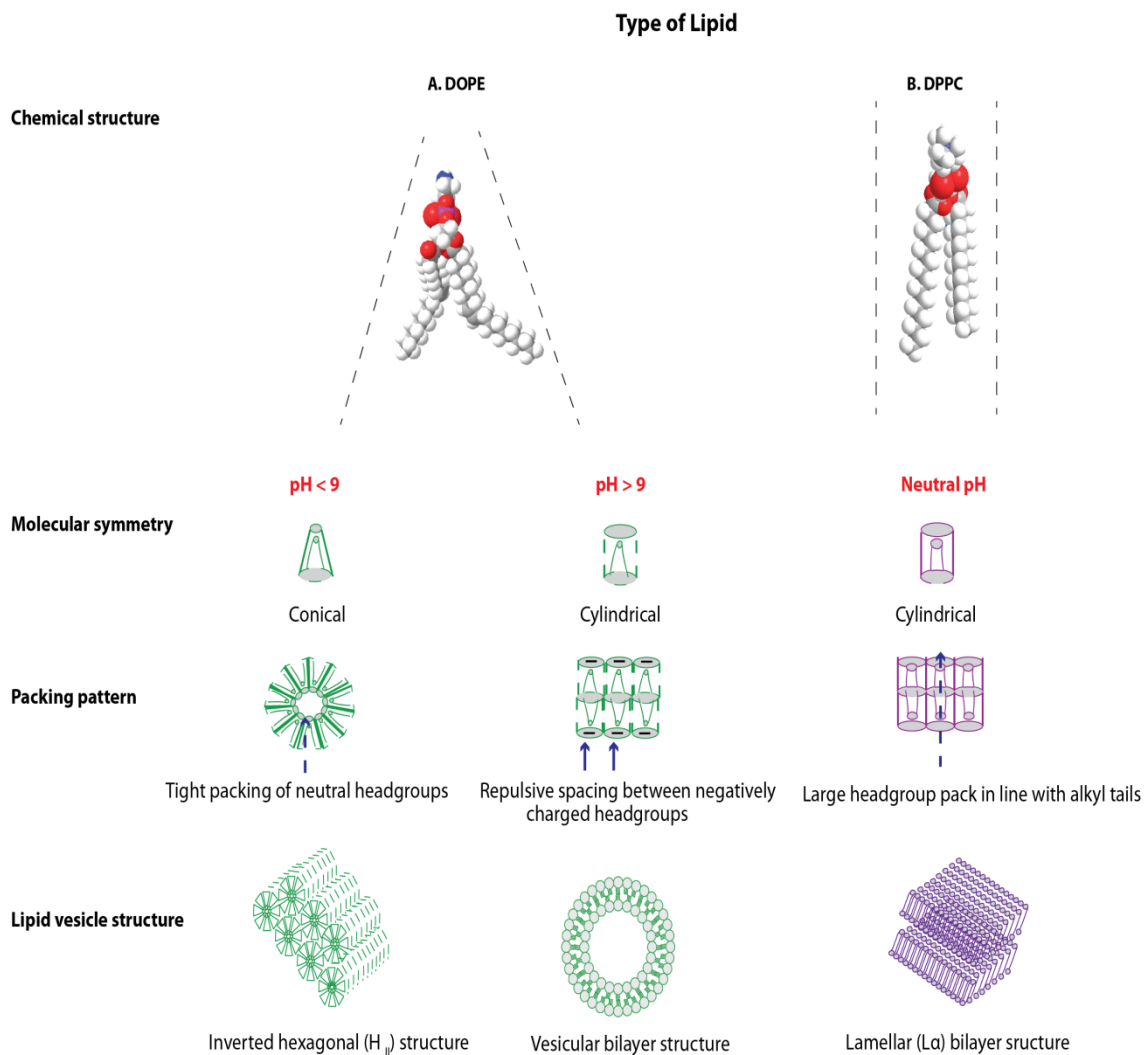 Type of Lipid
A. DOPE
B. DPPC
Chemical structure
pH < 9
pH > 9
Neutral pH
Molecular symmetry
Conical
Cylindrical
Cylindrical
Packing pattern
Tight packing of neutral headgroups
Repulsive spacing between negatively
charged headgroups
Large headgroup pack in line with alkyl tails
Lipid vesicle structure
Inverted hexagonal (H II) structure
Vesicular bilayer structure
Lamellar (Lα) bilayer sructure